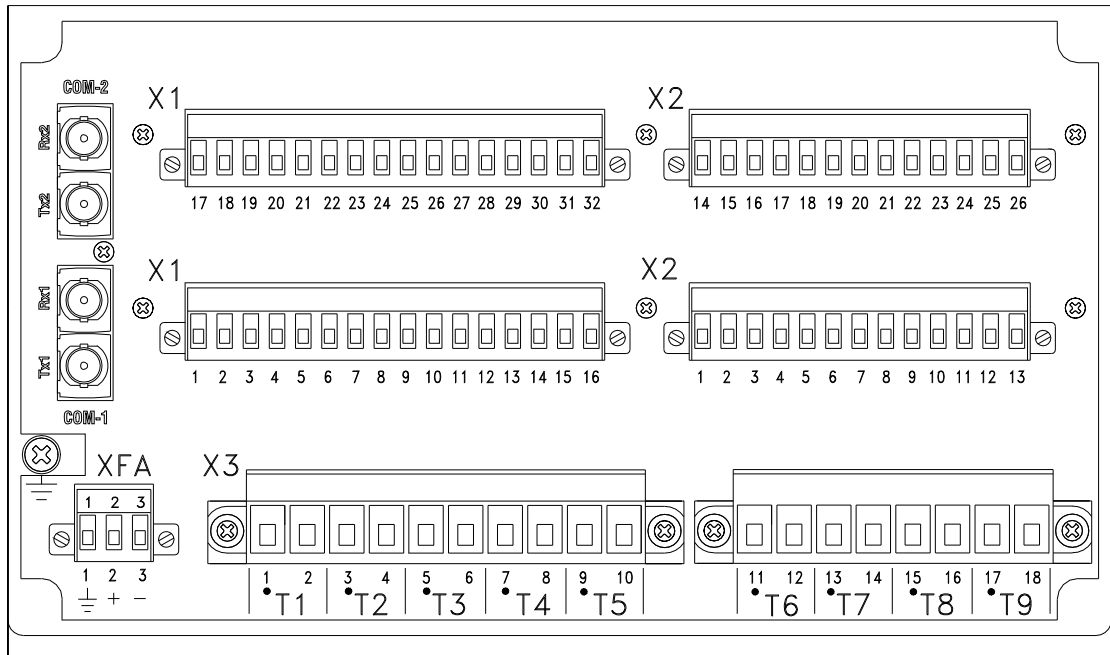 COM-2
Rx2
Tx2
X1
17 18 19 20 21 22 23 24 25 26 27 28 29 30 31 32
X2
14 15 16 17 18 19 20 21 22 23 24 25 26
Rx1
Tx1
COM-1
X1
1 2 3 4 5 6 7 8 9 10 11 12 13 14 15 16
X2
1 2 3 4 5 6 7 8 9 10 11 12 13
XFA
1 2 3
1 2 3
+ −
X3
1 2 3 4 5 6 7 8 9 10
T1 T2 T3 T4 T5
11 12 13 14 15 16 17 18
T6 T7 T8 T9